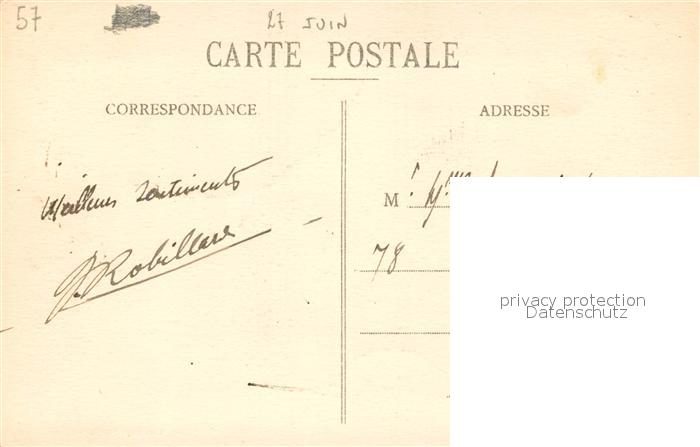 57
27 JUIN
CARTE POSTALE
CORRESPONDANCE
ADRESSE
Meilleurs sentiments
Robillard
M
78
privacy protection
Datenschutz